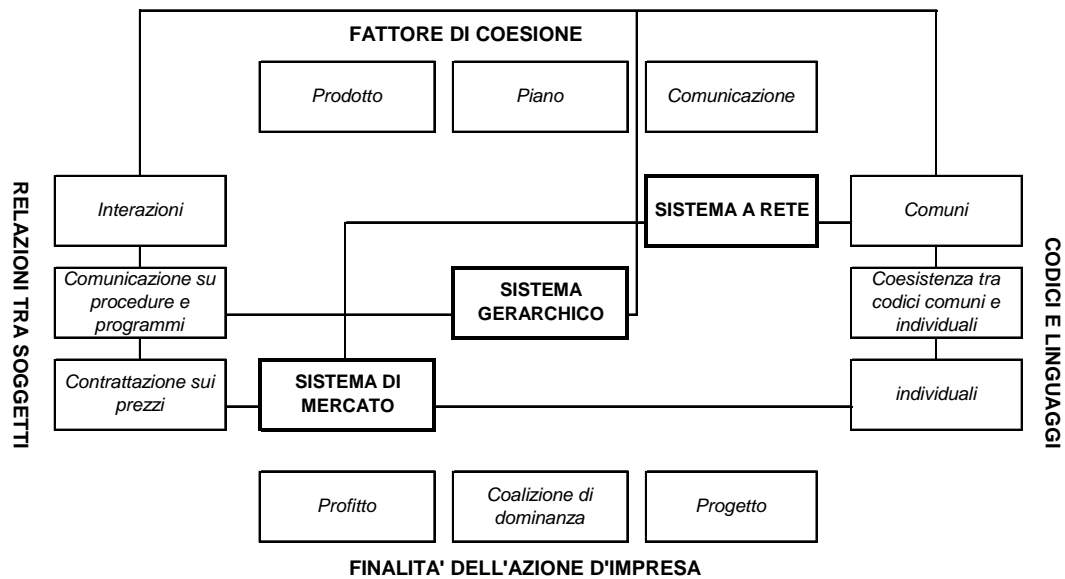 FATTORE DI COESIONE
Prodotto
Piano
Comunicazione
RELAZIONI TRA SOGGETTI
Interazioni
SISTEMA A RETE
Comuni
CODICI E LINGUAGGI
Comunicazione su
procedure e
programmi
SISTEMA
GERARCHICO
Coesistenza tra
codici comuni e
individuali
Contrattazione sui
prezzi
SISTEMA DI
MERCATO
individuali
Profitto
Coalizione di
dominanza
Progetto
FINALITA' DELL'AZIONE D'IMPRESA